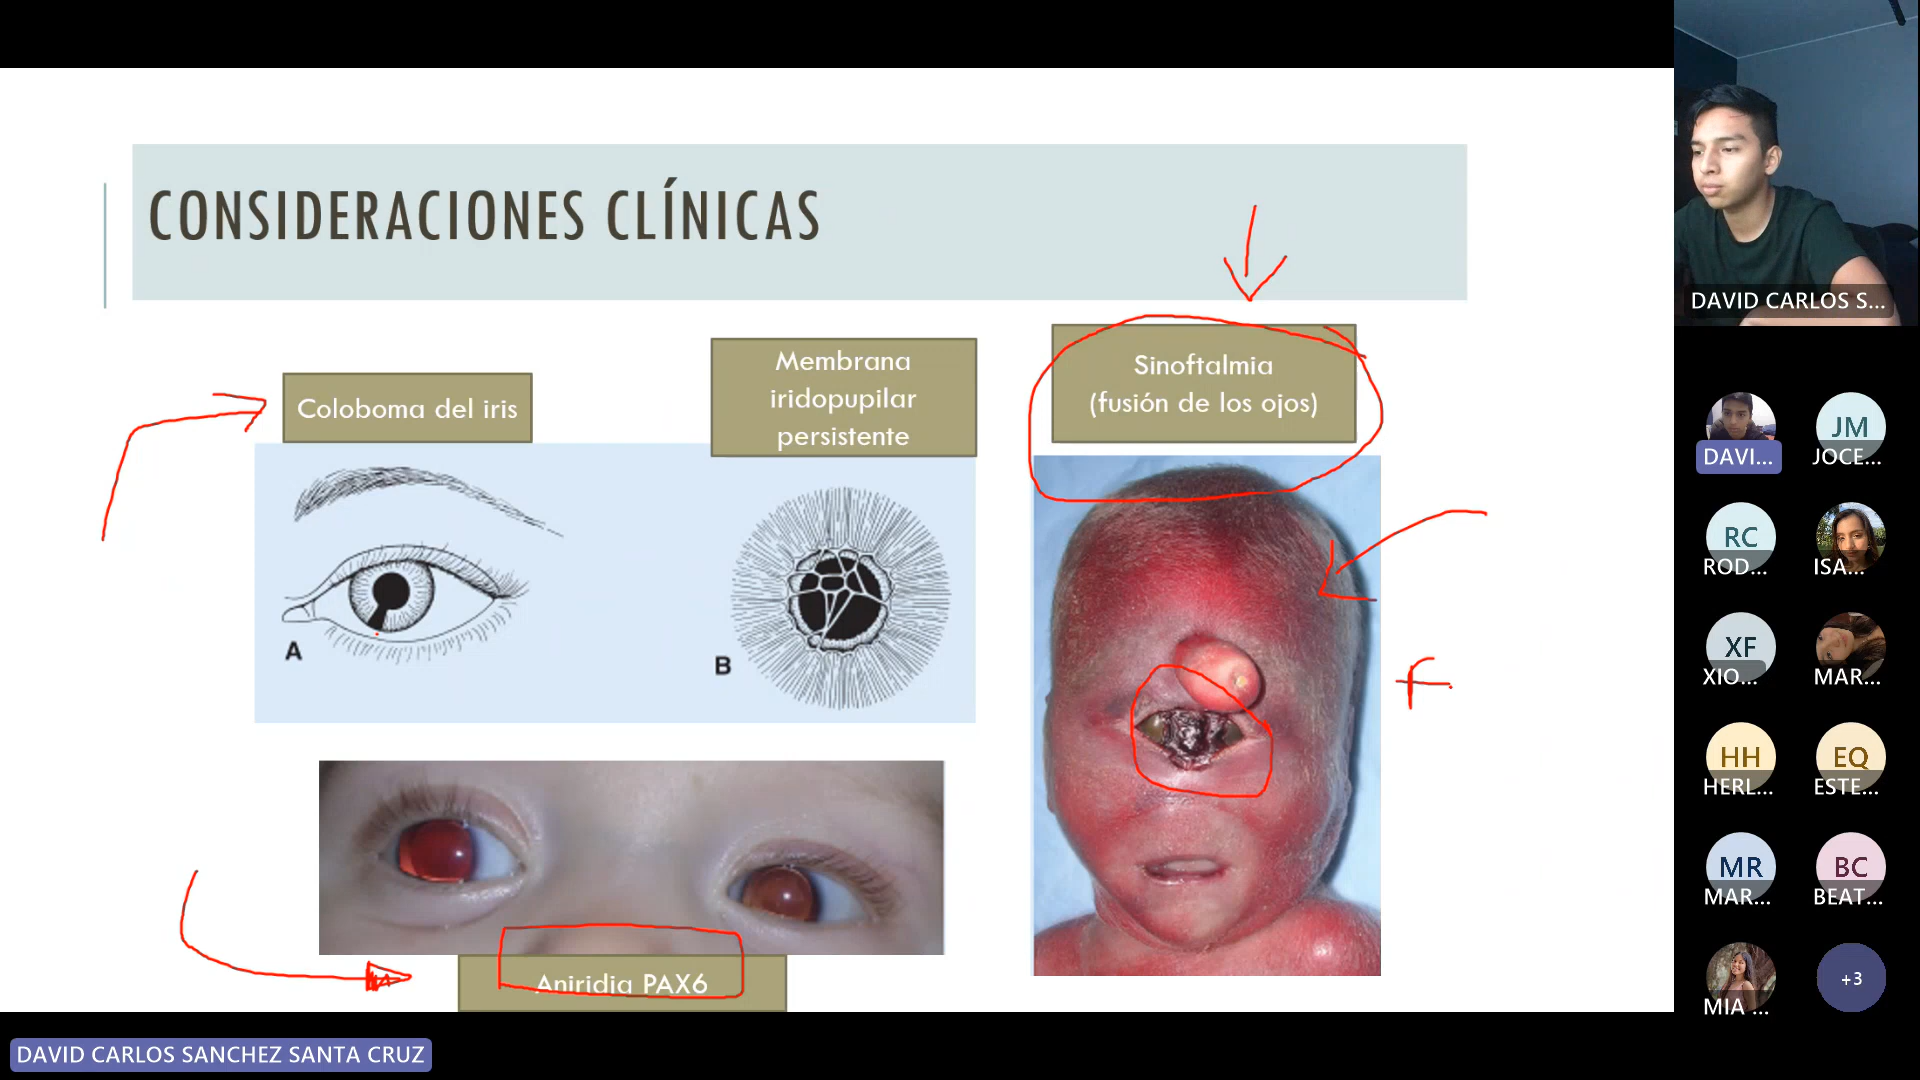 CONSIDERACIONES CLÍNICAS
Coloboma del iris
Membrana
iridopupilar
persistente
Sinoftalmia
(fusión de los ojos)
A
B
Aniridia PAX6
DAVID CARLOS S...
DAVI...
JM
JOCE...
RC
ROD...
ISA...
XF
XIO...
MAR...
HH
HERL...
EQ
ESTE...
MR
MAR...
BC
BEAT...
MIA ...
+3
DAVID CARLOS SANCHEZ SANTA CRUZ